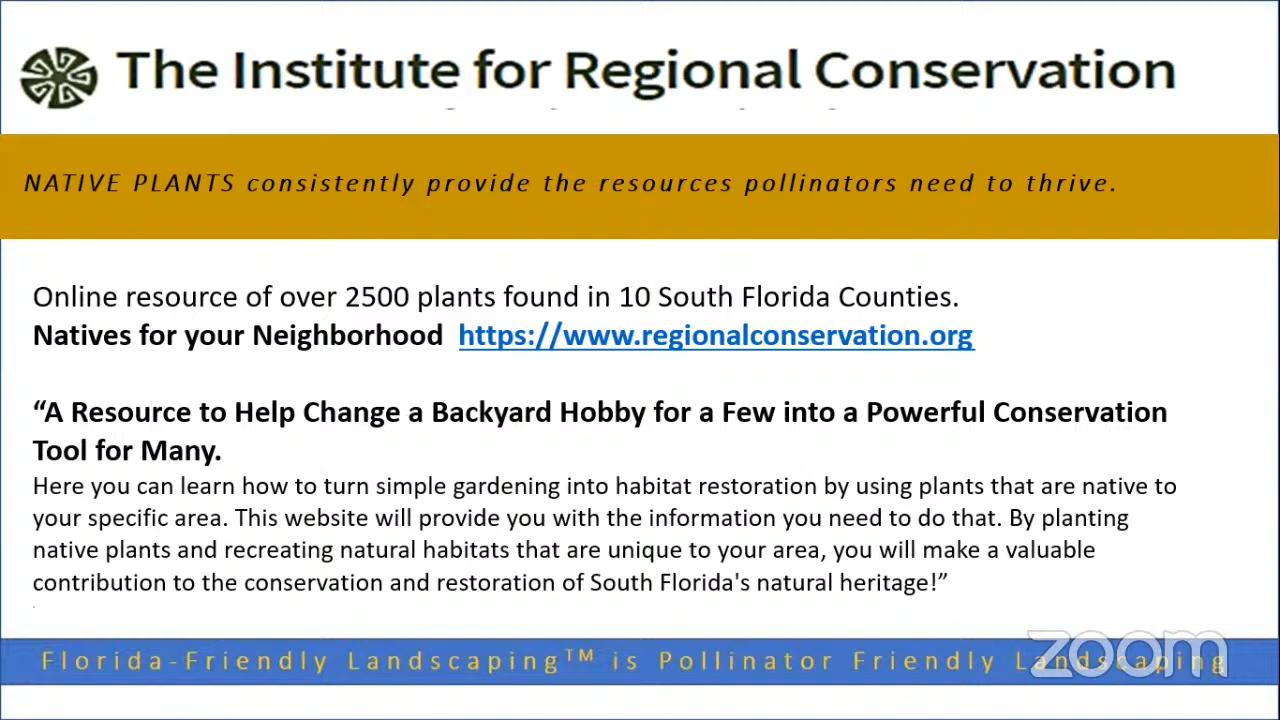 The Institute for Regional Conservation
NATIVE PLANTS consistently provide the resources pollinators need to thrive.
Online resource of over 2500 plants found in 10 South Florida Counties.
Natives for your Neighborhood https://www.regionalconservation.org
“A Resource to Help Change a Backyard Hobby for a Few into a Powerful Conservation
Tool for Many.
Here you can learn how to turn simple gardening into habitat restoration by using plants that are native to
your specific area. This website will provide you with the information you need to do that. By planting
native plants and recreating natural habitats that are unique to your area, you will make a valuable
contribution to the conservation and restoration of South Florida's natural heritage!”
Florida-Friendly Landscaping™ is Pollinator Friendly Landscaping
zoom